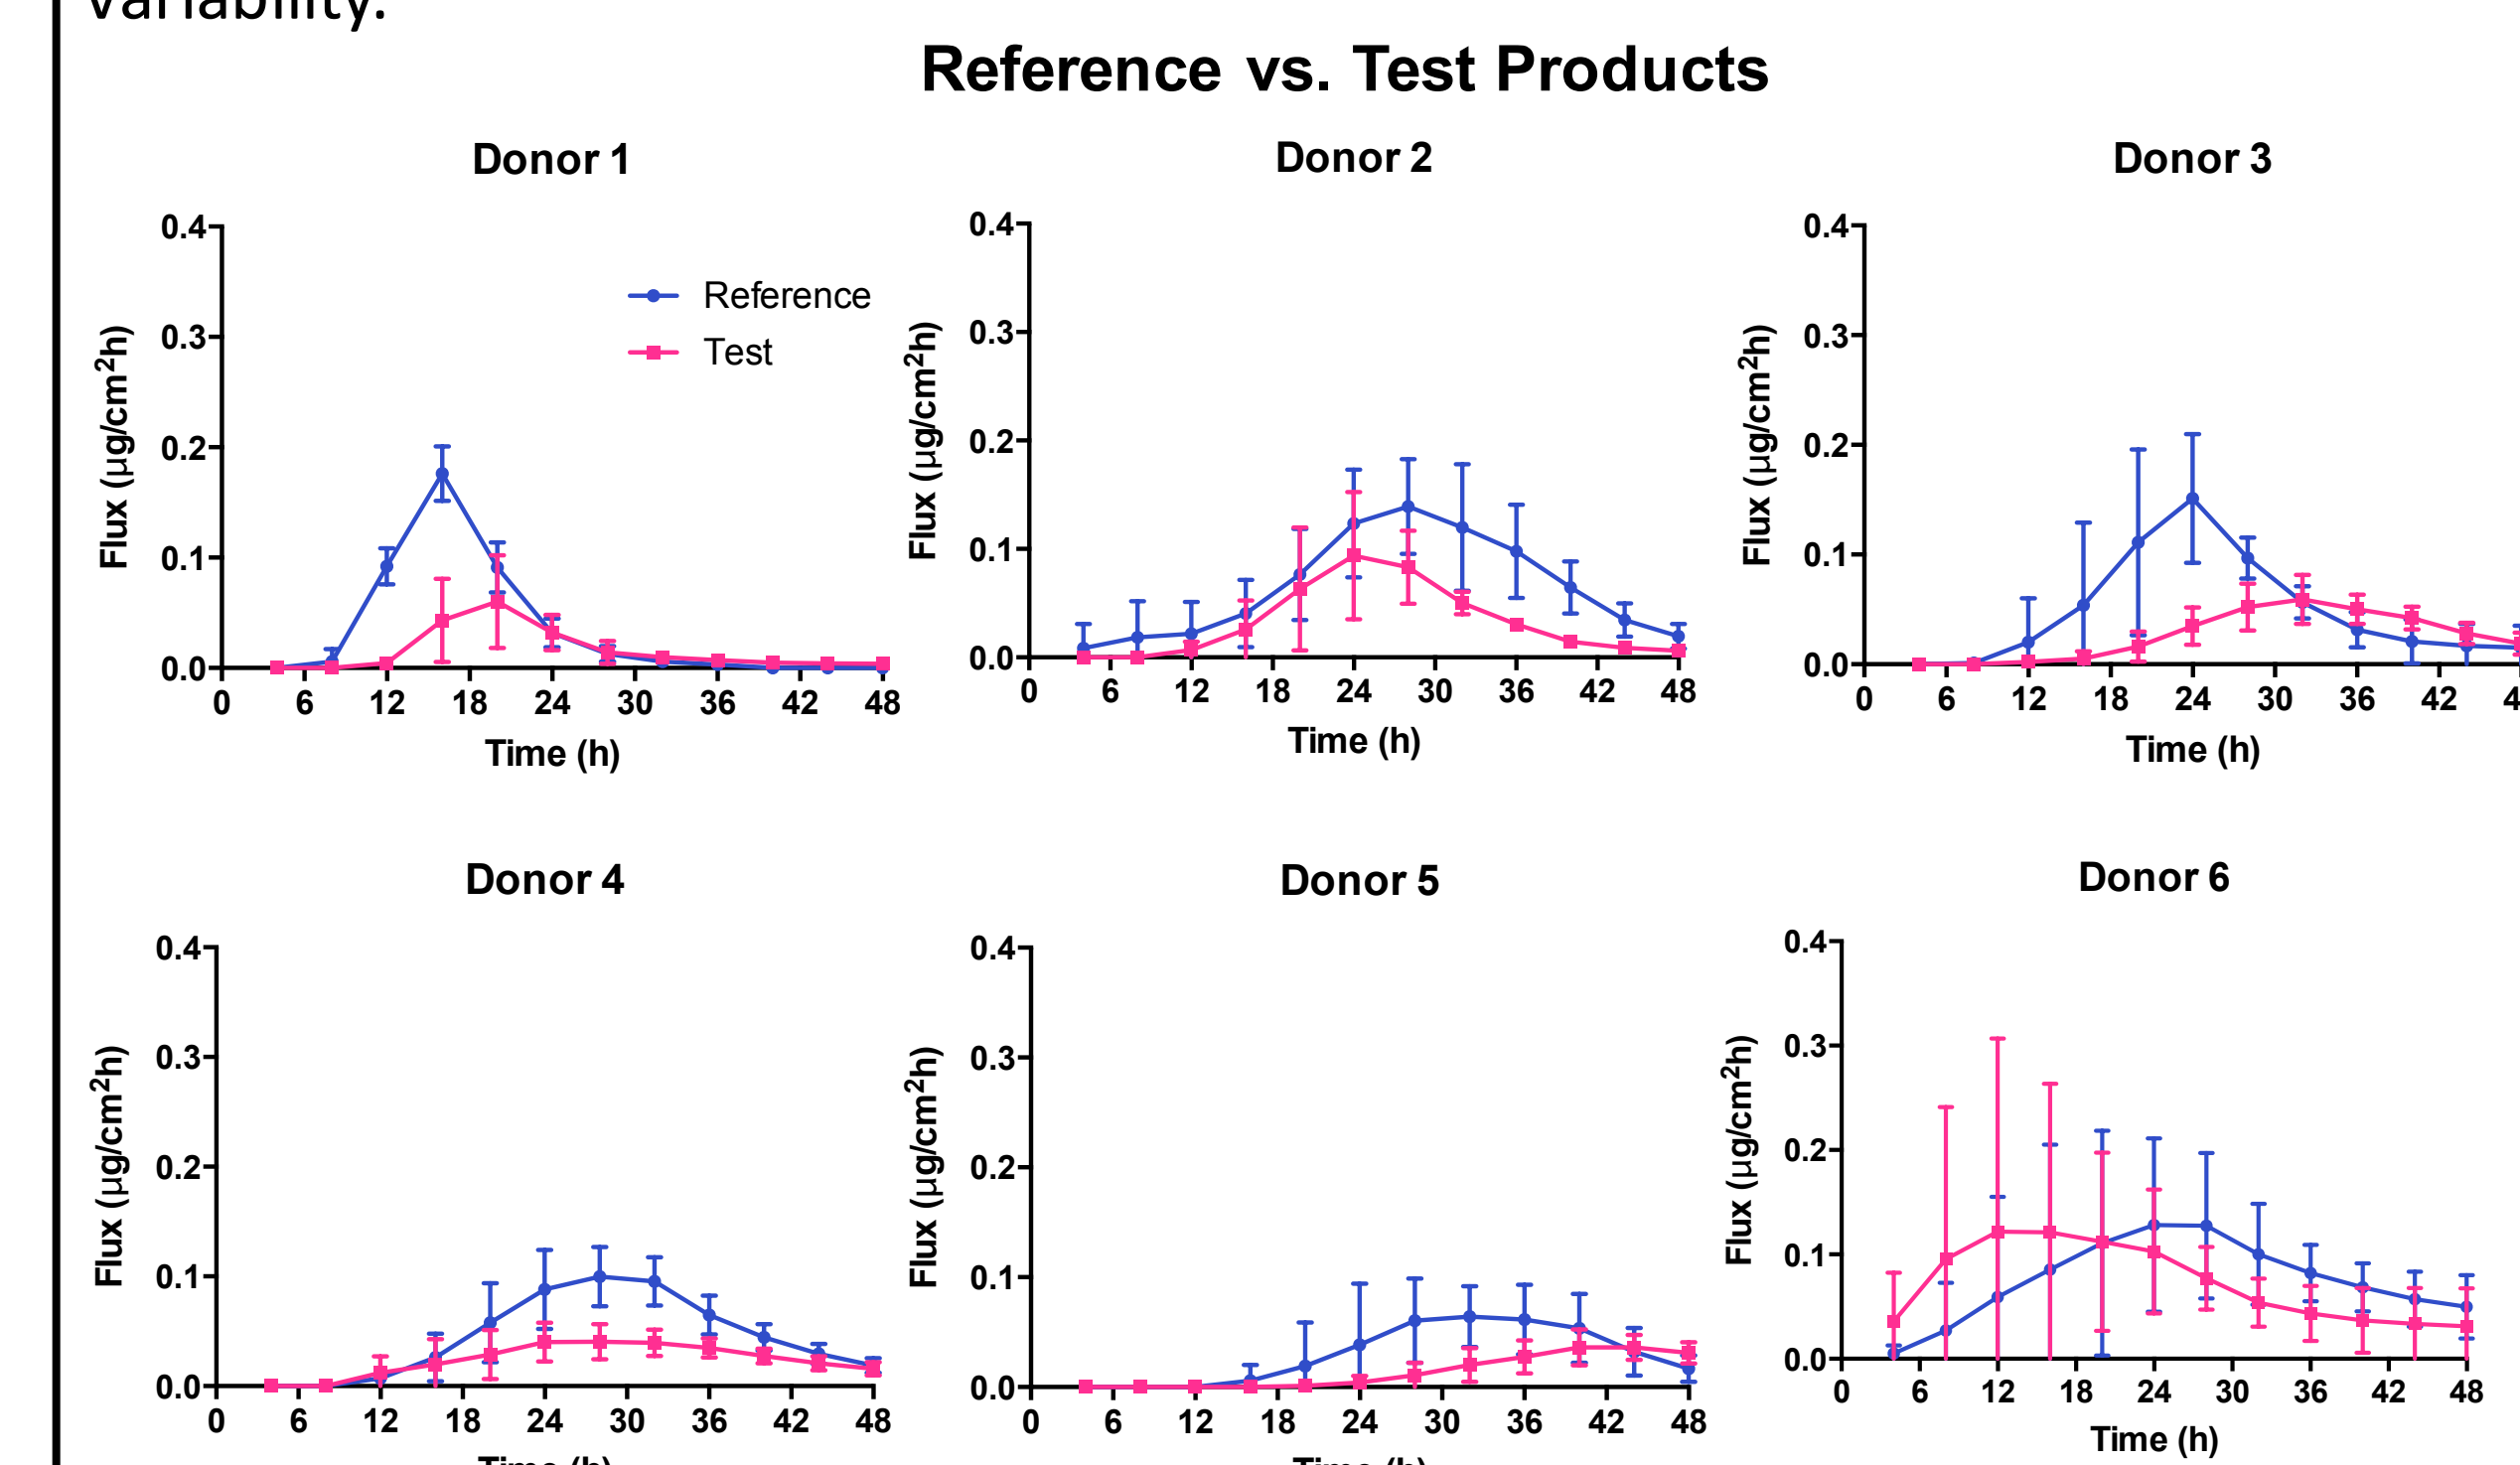 variability.
Reference vs. Test Products
Donor 1
Donor 2
Donor 3
0.4
0.3
0.2
0.1
0.0
Flux (µg/cm²h)
Reference
Test
0 6 12 18 24 30 36 42 48
Time (h)
0.4
0.3
0.2
0.1
0.0
Flux (µg/cm²h)
0 6 12 18 24 30 36 42 48
Time (h)
0.4
0.3
0.2
0.1
0.0
Flux (µg/cm²h)
0 6 12 18 24 30 36 42 4
Time (h)
Donor 4
Donor 5
Donor 6
0.4
0.3
0.2
0.1
0.0
Flux (µg/cm²h)
0 6 12 18 24 30 36 42 48
Time (h)
0.4
0.3
0.2
0.1
0.0
Flux (µg/cm²h)
0 6 12 18 24 30 36 42 48
Time (h)
0.4
0.3
0.2
0.1
0.0
Flux (µg/cm²h)
0 6 12 18 24 30 36 42 48
Time (h)